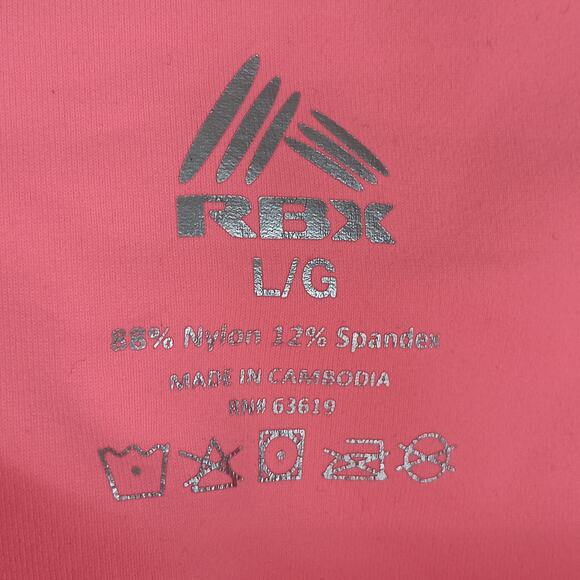 RBX
L/G
88% Nylon 12% Spandex
MADE IN CAMBODIA
RN# 63619